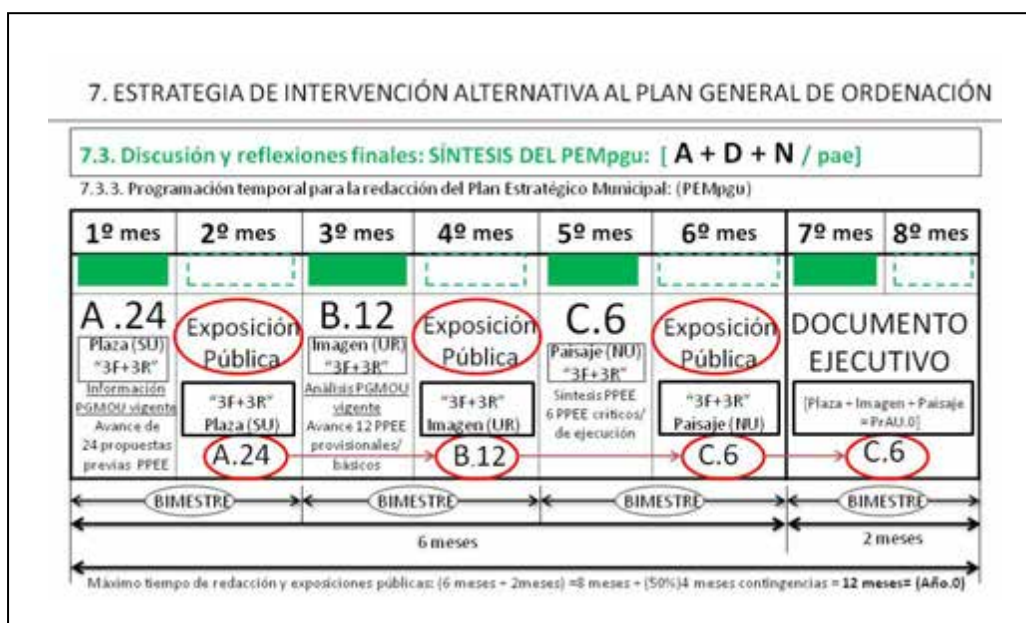 7. ESTRATEGIA DE INTERVENCIÓN ALTERNATIVA AL PLAN GENERAL DE ORDENACIÓN
7.3. Discusión y reflexiones finales: SÍNTESIS DEL PEMpgu: [ A + D + N / pae]
7.3.3. Programación temporal para la redacción del Plan Estratégico Municipal: (PEMpgu)
1º mes 2º mes 3º mes 4º mes 5º mes 6º mes 7º mes 8º mes
A .24
Plaza (SU)
"3F+3R"
Información
PGMOU vigente
Avance de
24 propuestas
previas PPEE
Exposición
Pública
"3F+3R"
Plaza (SU)
A.24
B.12
Imagen (UR)
"3F+3R"
Análisis PGMOU
vigente
Avance 12 PPEE
provisionales/
básicos
Exposición
Pública
"3F+3R"
Imagen (UR)
B.12
C.6
Paisaje (NU)
"3F+3R"
Síntesis PPEE
6 PPEE críticos/
de ejecución
Exposición
Pública
"3F+3R"
Paisaje (NU)
C.6
DOCUMENTO
EJECUTIVO
[Plaza + Imagen + Paisaje
= PrAU.0]
C.6
BIMESTRE BIMESTRE BIMESTRE BIMESTRE
6 meses 2 meses
Máximo tiempo de redacción y exposiciones públicas: (6 meses + 2meses) =8 meses + (50%)4 meses contingencias = 12 meses= (Año.0)